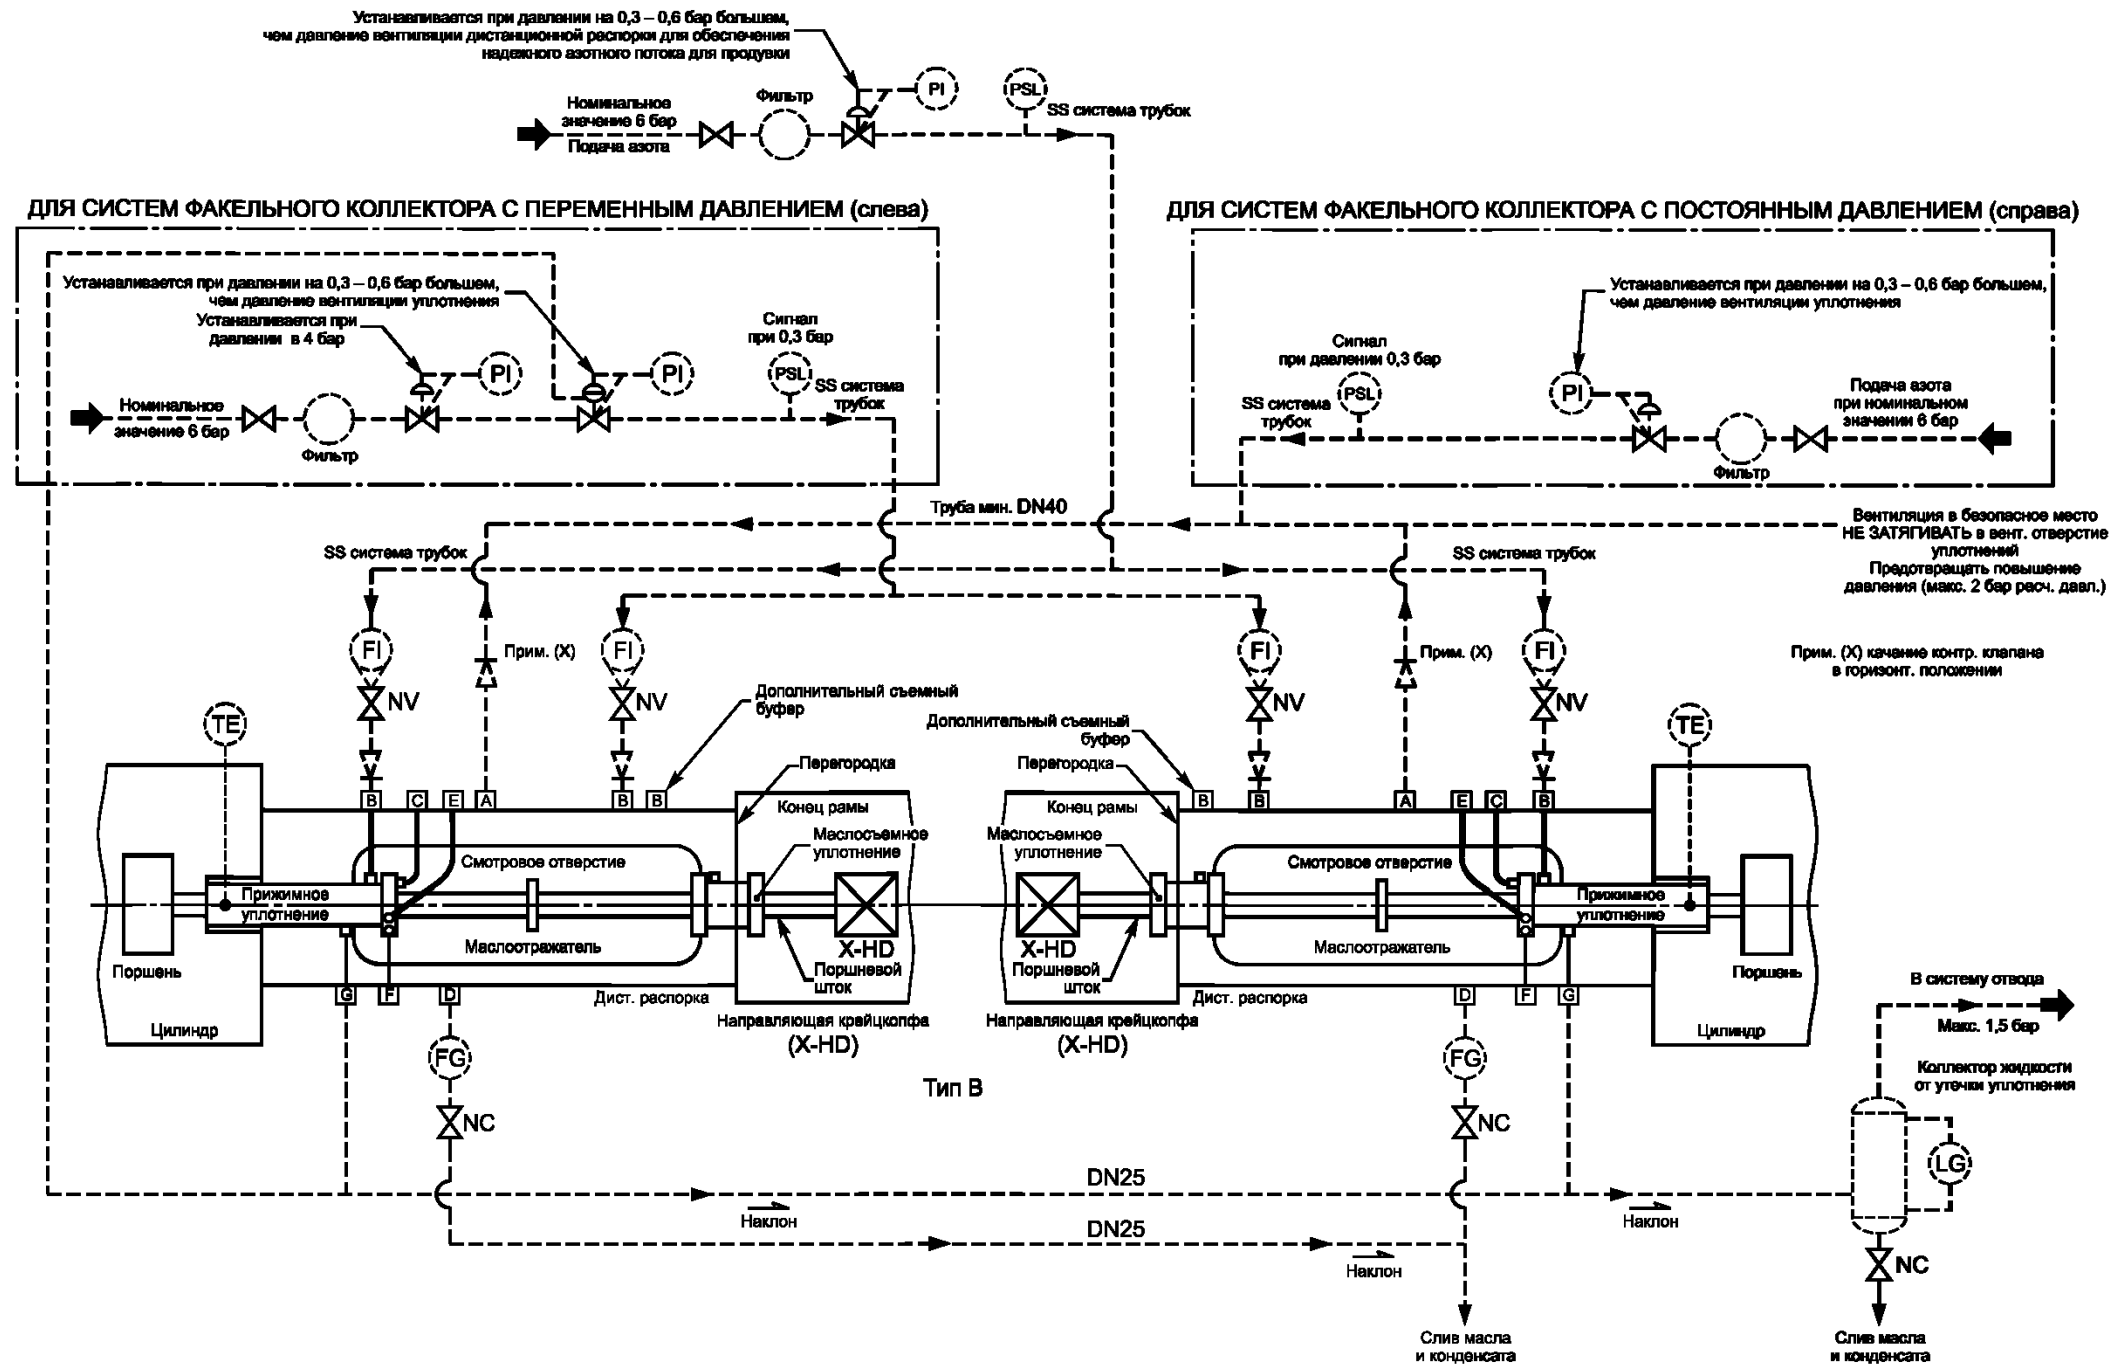 Устанавливается при давлении на 0,3 – 0,6 бар большем,
чем давление вентиляции дистанционной распорки для обеспечения
надежного азотного потока для продувки
PI
PSL
Фильтр
SS система трубок
Номинальное
значение 6 бар
Подача азота
ДЛЯ СИСТЕМ ФАКЕЛЬНОГО КОЛЛЕКТОРА С ПЕРЕМЕННЫМ ДАВЛЕНИЕМ (слева)
Устанавливается при давлении на 0,3 – 0,6 бар большем,
чем давление вентиляции уплотнения
Устанавливается при
давлении в 4 бар
Сигнал
при 0,3 бар
PI
PI
PSL
SS система
трубок
Номинальное
значение 6 бар
Фильтр
ДЛЯ СИСТЕМ ФАКЕЛЬНОГО КОЛЛЕКТОРА С ПОСТОЯННЫМ ДАВЛЕНИЕМ (справа)
Устанавливается при давлении на 0,3 – 0,6 бар большем,
чем давление вентиляции уплотнения
Сигнал
при давлении 0,3 бар
PSL
PI
SS система
трубок
Подача азота
при номинальном
значении 6 бар
Фильтр
Труба мин. DN40
Вентиляция в безопасное место
НЕ ЗАТЯГИВАТЬ в вент. отверстие
уплотнений
Предотвращать повышение
давления (макс. 2 бар расч. давл.)
SS система трубок
SS система трубок
FI
Прим. (X)
FI
FI
Прим. (X)
FI
Прим. (X) качание контр. клапана
в горизонт. положении
NV
NV
NV
NV
TE
TE
Дополнительный съемный
буфер
Дополнительный съемный
буфер
Перегородка
Перегородка
B
C
E
A
B
B
B
B
A
E
C
B
Конец рамы
Конец рамы
Маслосъемное
уплотнение
Маслосъемное
уплотнение
Смотровое отверстие
Смотровое отверстие
Прижимное
уплотнение
Прижимное
уплотнение
Маслоотражатель
Маслоотражатель
X-HD
X-HD
Поршень
Поршневой
шток
Поршневой
шток
Поршень
G
F
D
Дист. распорка
Дист. распорка
D
F
G
Цилиндр
Направляющая крейцкопфа
(X-HD)
Направляющая крейцкопфа
(X-HD)
Цилиндр
В систему отвода
Макс. 1,5 бар
FG
FG
Тип В
Коллектор жидкости
от утечки уплотнения
NC
NC
LG
DN25
Наклон
Наклон
DN25
Наклон
NC
Слив масла
и конденсата
Слив масла
и конденсата